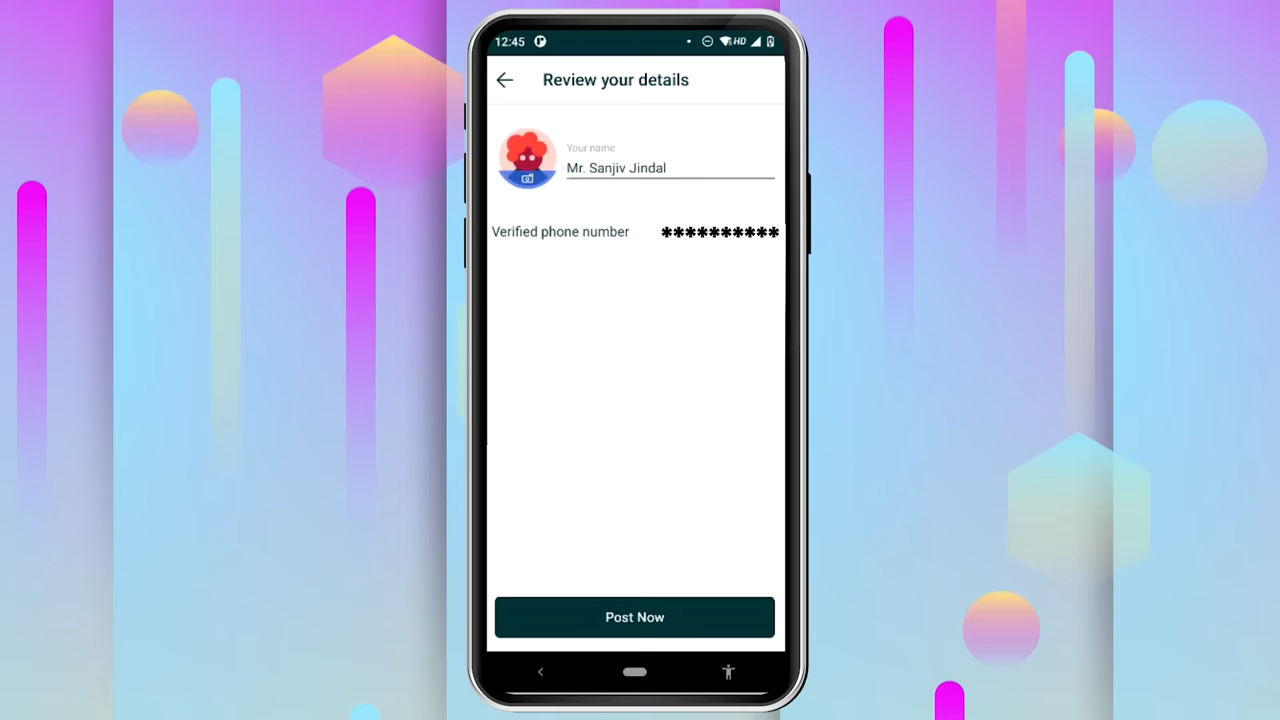 12:45 HD
Review your details
Your name
Mr. Sanjiv Jindal
Verified phone number **********
Post Now